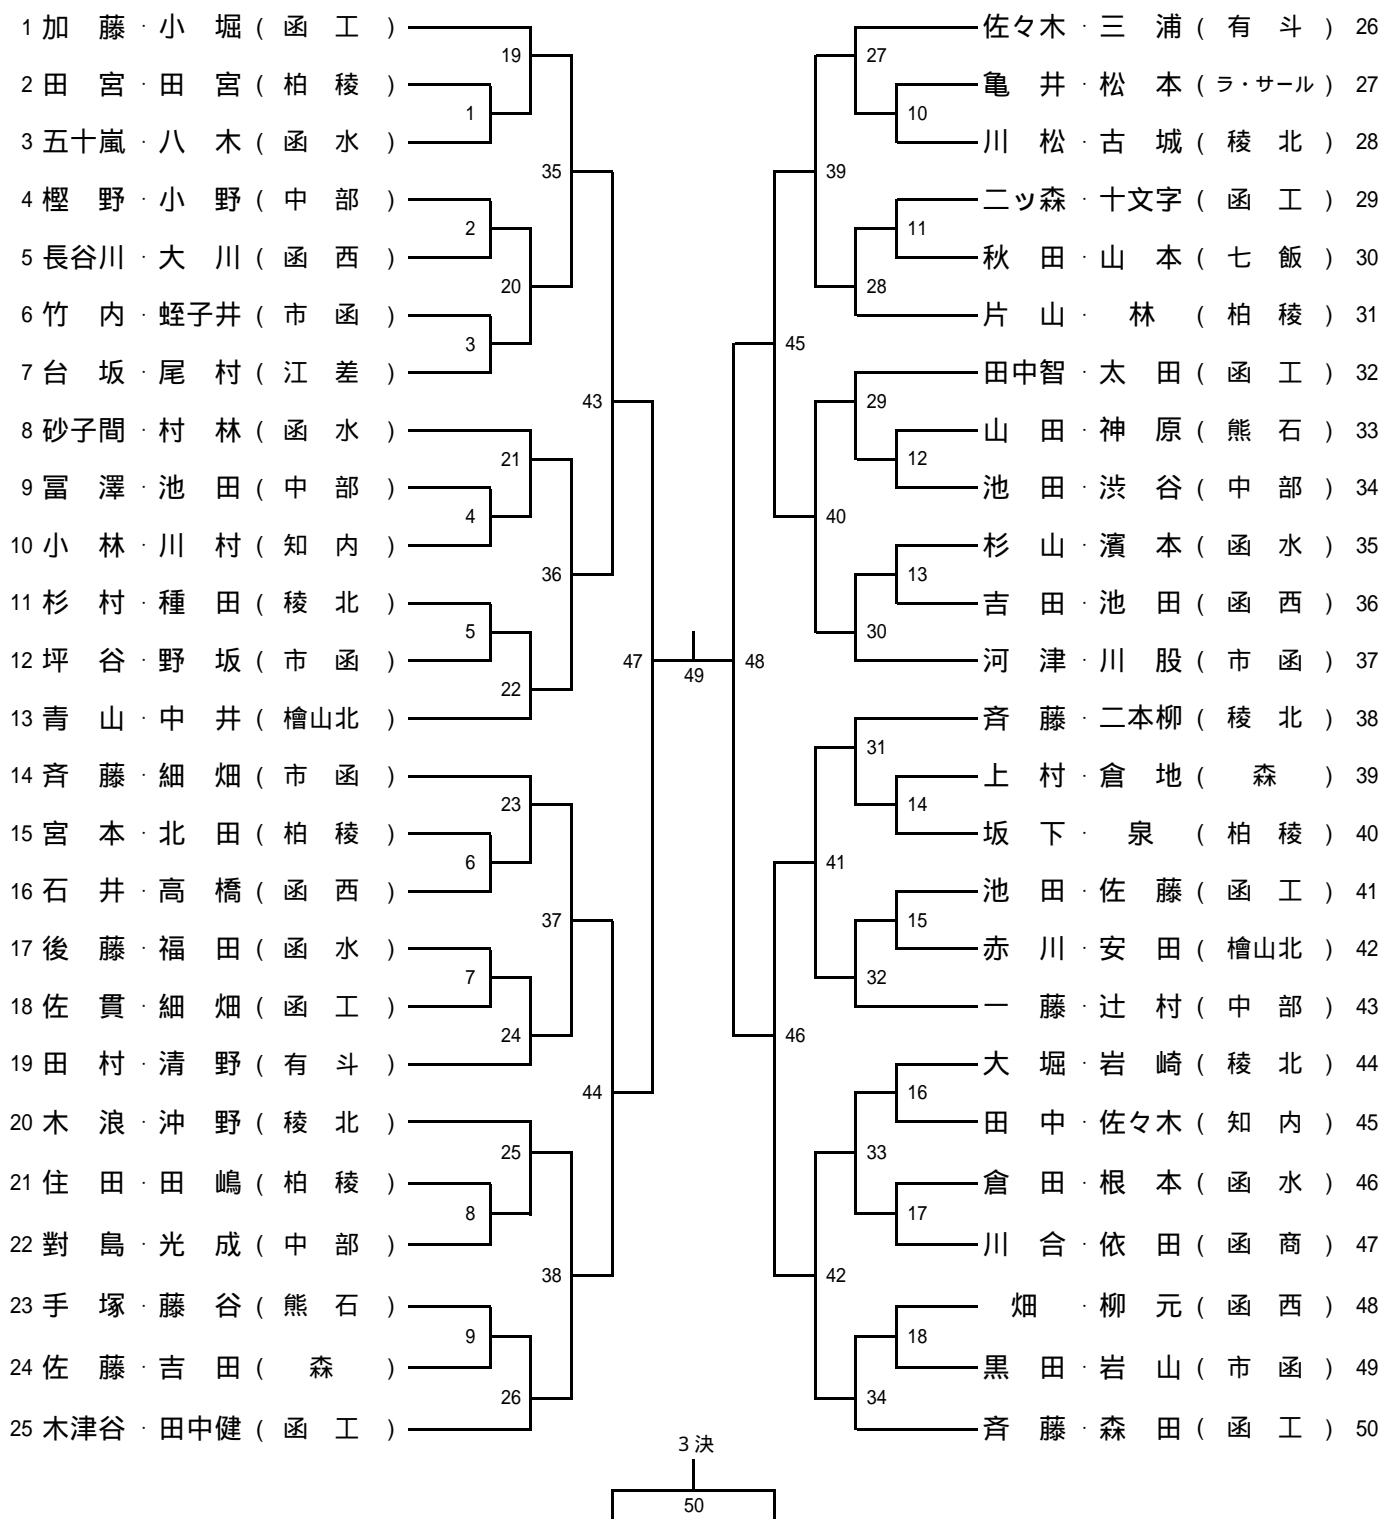 1 加　藤・小　堀（ 函　工 ）
2 田　宮・田　宮（ 柏　稜 ）
3 五十嵐・八　木（ 函　水 ）
4 樫　野・小　野（ 中　部 ）
5 長谷川・大　川（ 函　西 ）
6 竹　内・蛭子井（ 市　函 ）
7 台　坂・尾　村（ 江　差 ）
8 砂子間・村　林（ 函　水 ）
9 冨　澤・池　田（ 中　部 ）
10 小　林・川　村（ 知　内 ）
11 杉　村・種　田（ 稜　北 ）
12 坪　谷・野　坂（ 市　函 ）
13 青　山・中　井（ 檜山北 ）
14 斉　藤・細　畑（ 市　函 ）
15 宮　本・北　田（ 柏　稜 ）
16 石　井・高　橋（ 函　西 ）
17 後　藤・福　田（ 函　水 ）
18 佐　貫・細　畑（ 函　工 ）
19 田　村・清　野（ 有　斗 ）
20 木　浪・沖　野（ 稜　北 ）
21 住　田・田　嶋（ 柏　稜 ）
22 對　島・光　成（ 中　部 ）
23 手　塚・藤　谷（ 熊　石 ）
24 佐　藤・吉　田（ 森 ）
25 木津谷・田中健（ 函　工 ）
19
1
35
2
20
3
43
21
4
36
5
22
47
23
6
37
7
24
44
25
8
38
9
26
49
48
27
10
39
11
28
45
29
12
40
13
30
31
14
41
15
32
46
16
33
17
42
18
34
佐々木・三　浦（ 有　斗 ） 26
亀　井・松　本（ ラ・サール ） 27
川　松・古　城（ 稜　北 ） 28
二ッ森・十文字（ 函　工 ） 29
秋　田・山　本（ 七　飯 ） 30
片　山・　林　（ 柏　稜 ） 31
田中智・太　田（ 函　工 ） 32
山　田・神　原（ 熊　石 ） 33
池　田・渋　谷（ 中　部 ） 34
杉　山・濱　本（ 函　水 ） 35
吉　田・池　田（ 函　西 ） 36
河　津・川　股（ 市　函 ） 37
斉　藤・二本柳（ 稜　北 ） 38
上　村・倉　地（ 森 ） 39
坂　下・　泉　（ 柏　稜 ） 40
池　田・佐　藤（ 函　工 ） 41
赤　川・安　田（ 檜山北 ） 42
一　藤・辻　村（ 中　部 ） 43
大　堀・岩　崎（ 稜　北 ） 44
田　中・佐々木（ 知　内 ） 45
倉　田・根　本（ 函　水 ） 46
川　合・依　田（ 函　商 ） 47
畑　・柳　元（ 函　西 ） 48
黒　田・岩　山（ 市　函 ） 49
斉　藤・森　田（ 函　工 ） 50
3 決
50